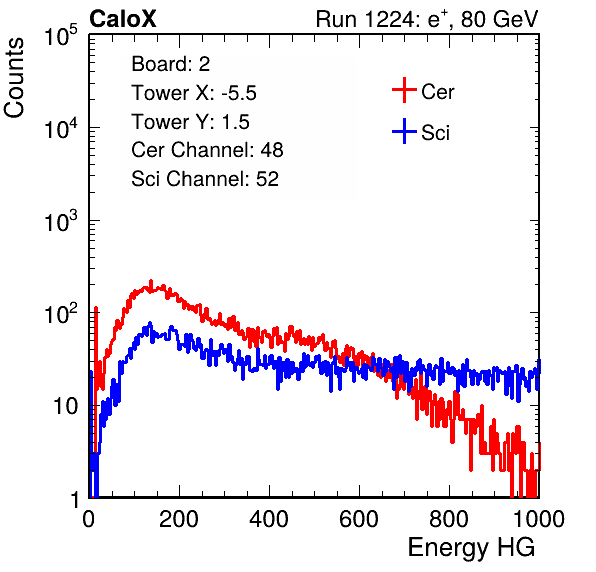 CaloX Run 1224: e⁺, 80 GeV
Counts
10⁵
10⁴
10³
10²
10
1
Board: 2
Tower X: -5.5
Tower Y: 1.5
Cer Channel: 48
Sci Channel: 52
Cer
Sci
0 200 400 600 800 1000
Energy HG